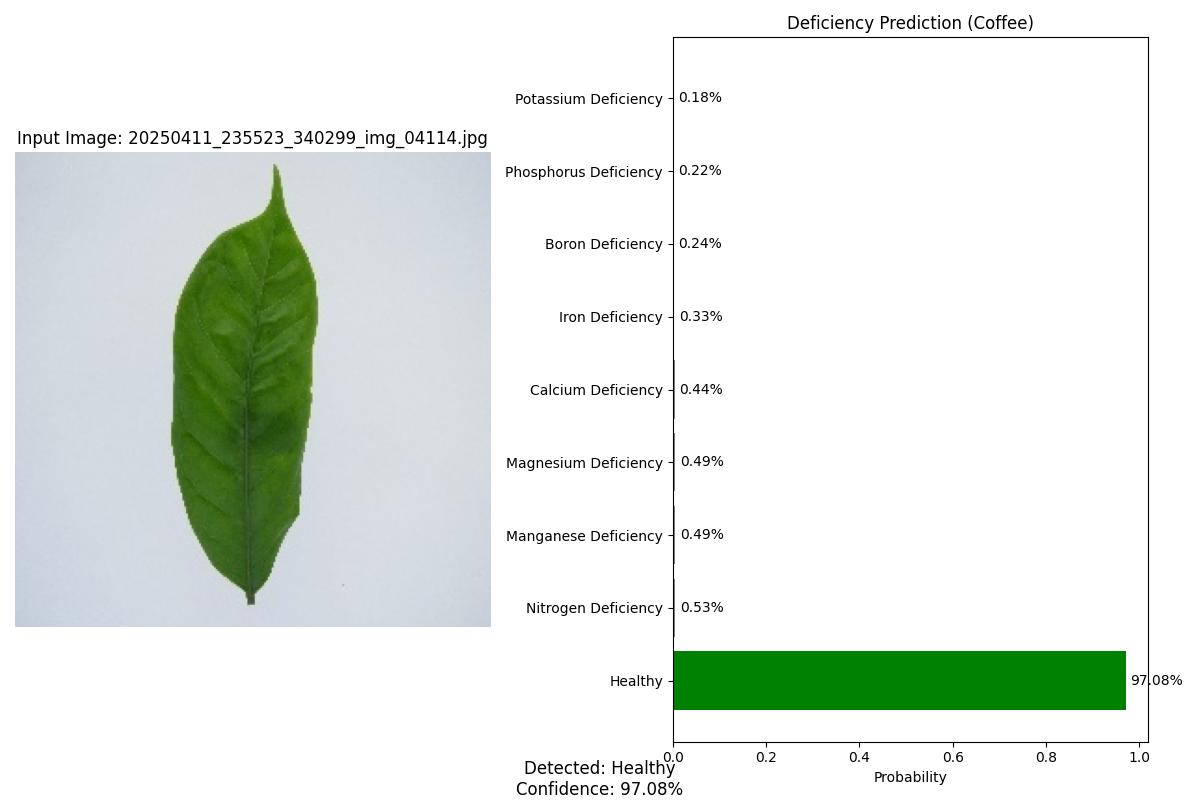 Deficiency Prediction (Coffee)
Input Image: 20250411_235523_340299_img_04114.jpg
Potassium Deficiency 0.18%
Phosphorus Deficiency 0.22%
Boron Deficiency 0.24%
Iron Deficiency 0.33%
Calcium Deficiency 0.44%
Magnesium Deficiency 0.49%
Manganese Deficiency 0.49%
Nitrogen Deficiency 0.53%
Healthy 97.08%
0.0 0.2 0.4 0.6 0.8 1.0
Probability
Detected: Healthy
Confidence: 97.08%